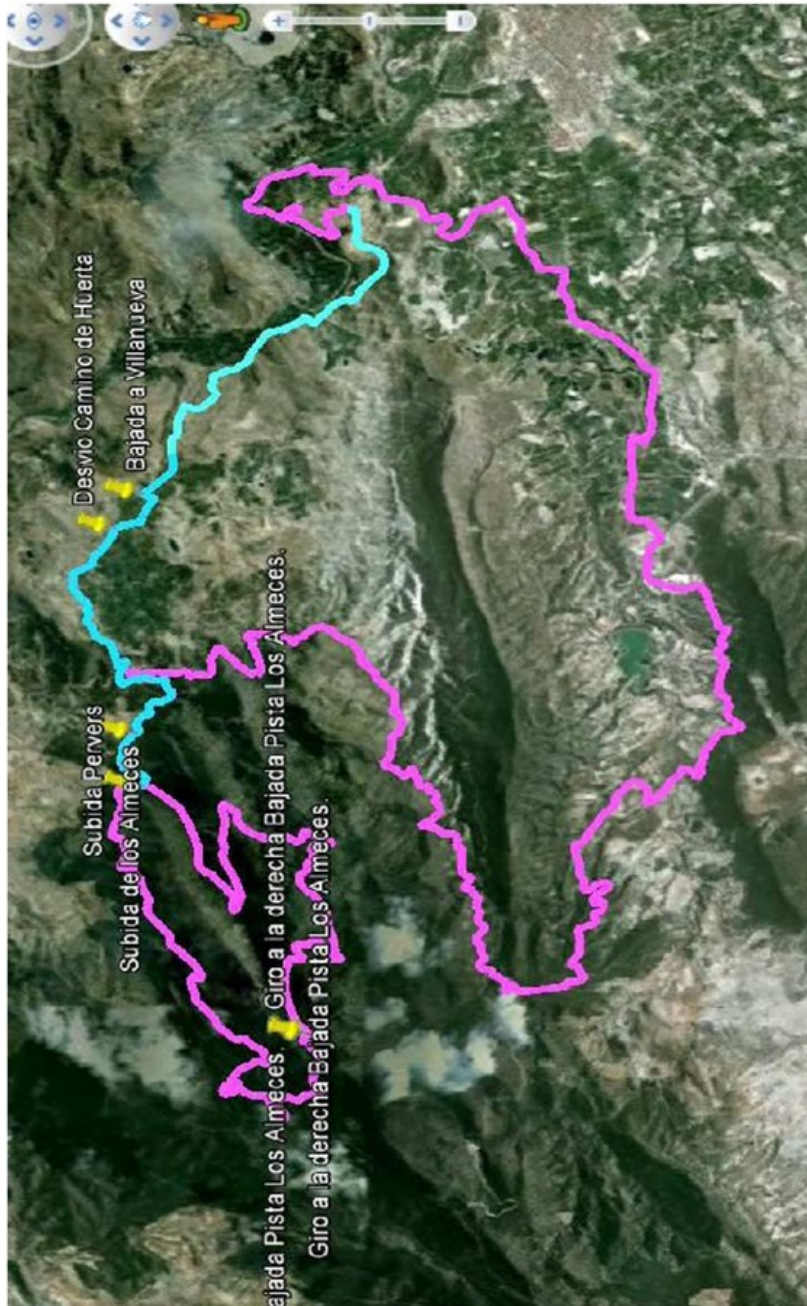 Desvio Camino de Huerta
Bajada a Villanueva
Subida Pervers
Subida de los Almeces
Giro a la derecha Bajada Pista Los Almeces.
ajada Pista Los Almeces.
Giro a la derecha Bajada Pista Los Almeces.